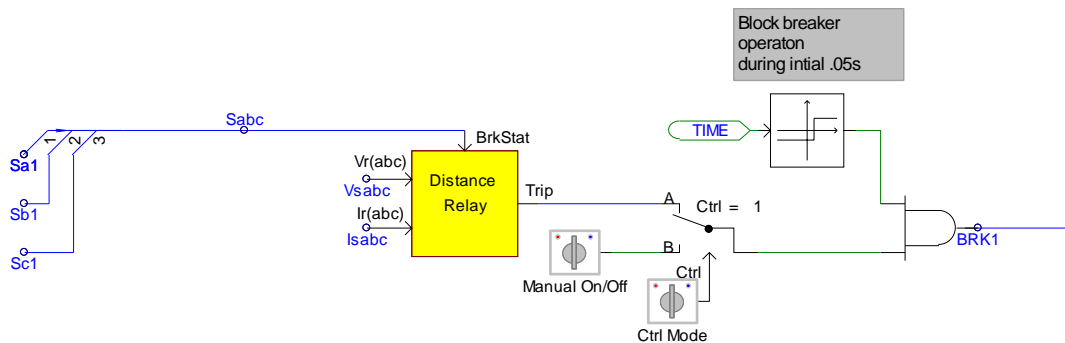 Block breaker
operaton
during intial .05s
Sabc
1
2
3
Sa1
Sb1
Sc1
BrkStat
Vr(abc)
Vsabc
Ir(abc)
Isabc
Distance
Relay
Trip
TIME
A
Ctrl = 1
B
Ctrl
Manual On/Off
Ctrl Mode
BRK1